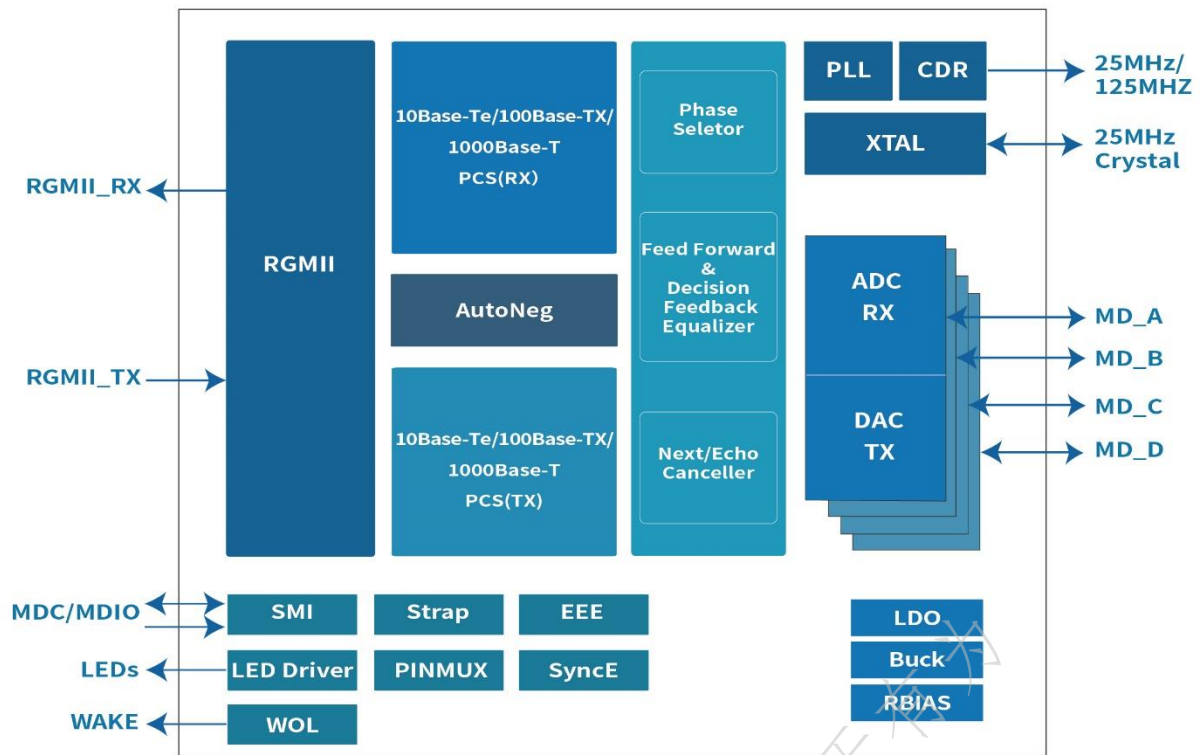 RGMII_RX
RGMII_TX
RGMII
10Base-Te/100Base-TX/
1000Base-T
PCS(RX)
AutoNeg
10Base-Te/100Base-TX/
1000Base-T
PCS(TX)
Phase
Seletor
Feed Forward
&
Decision
Feedback
Equalizer
Next/Echo
Canceller
PLL
CDR
25MHz/
125MHZ
XTAL
25MHz
Crystal
ADC
RX
DAC
TX
MD_A
MD_B
MD_C
MD_D
MDC/MDIO
SMI
Strap
EEE
LEDs
LED Driver
PINMUX
SyncE
WAKE
WOL
LDO
Buck
RBIAS